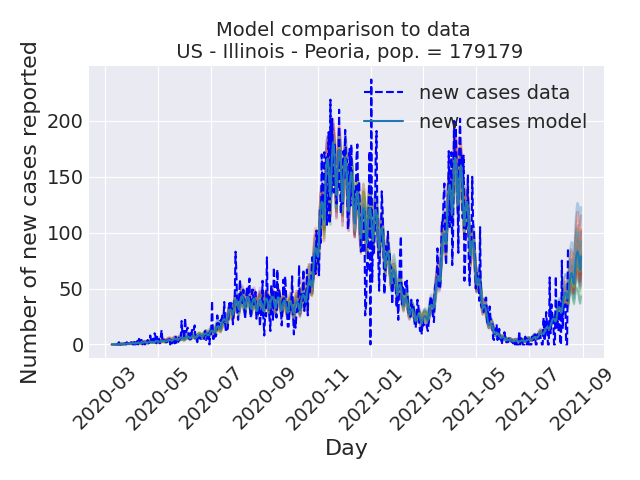 Model comparison to data
US - Illinois - Peoria, pop. = 179179
new cases data
new cases model
Number of new cases reported
200
150
100
50
0
2020-03
2020-05
2020-07
2020-09
2020-11
2021-01
2021-03
2021-05
2021-07
2021-09
Day